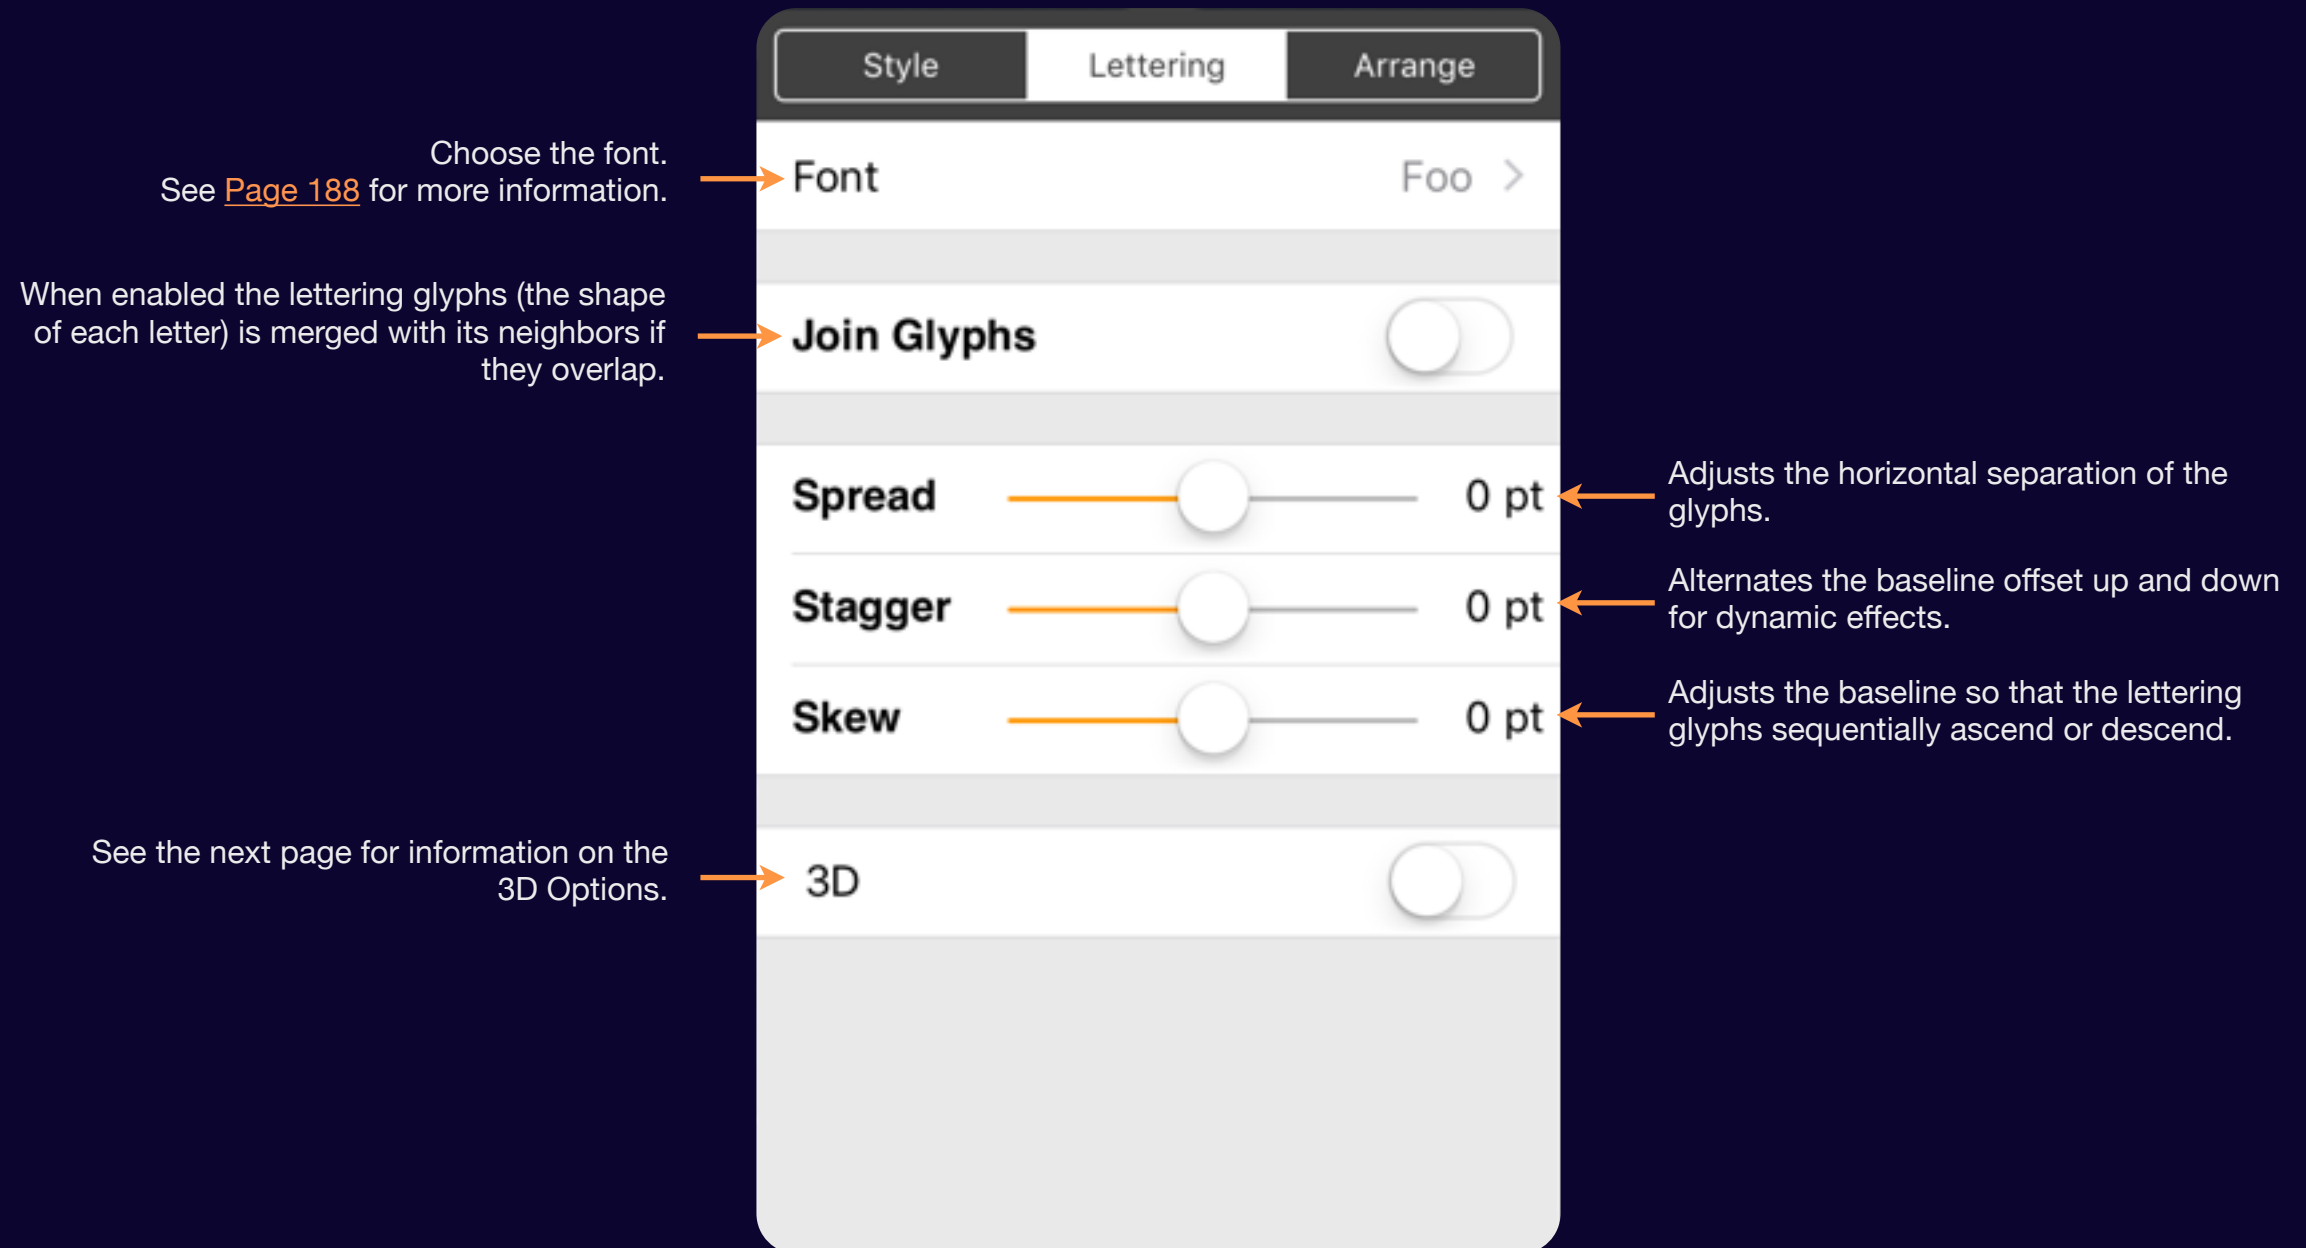 Style Lettering Arrange
Choose the font.
See Page 188 for more information.
Font Foo
When enabled the lettering glyphs (the shape
of each letter) is merged with its neighbors if
they overlap.
Join Glyphs
Spread 0 pt
Adjusts the horizontal separation of the
glyphs.
Stagger 0 pt
Alternates the baseline offset up and down
for dynamic effects.
Skew 0 pt
Adjusts the baseline so that the lettering
glyphs sequentially ascend or descend.
See the next page for information on the
3D Options.
3D